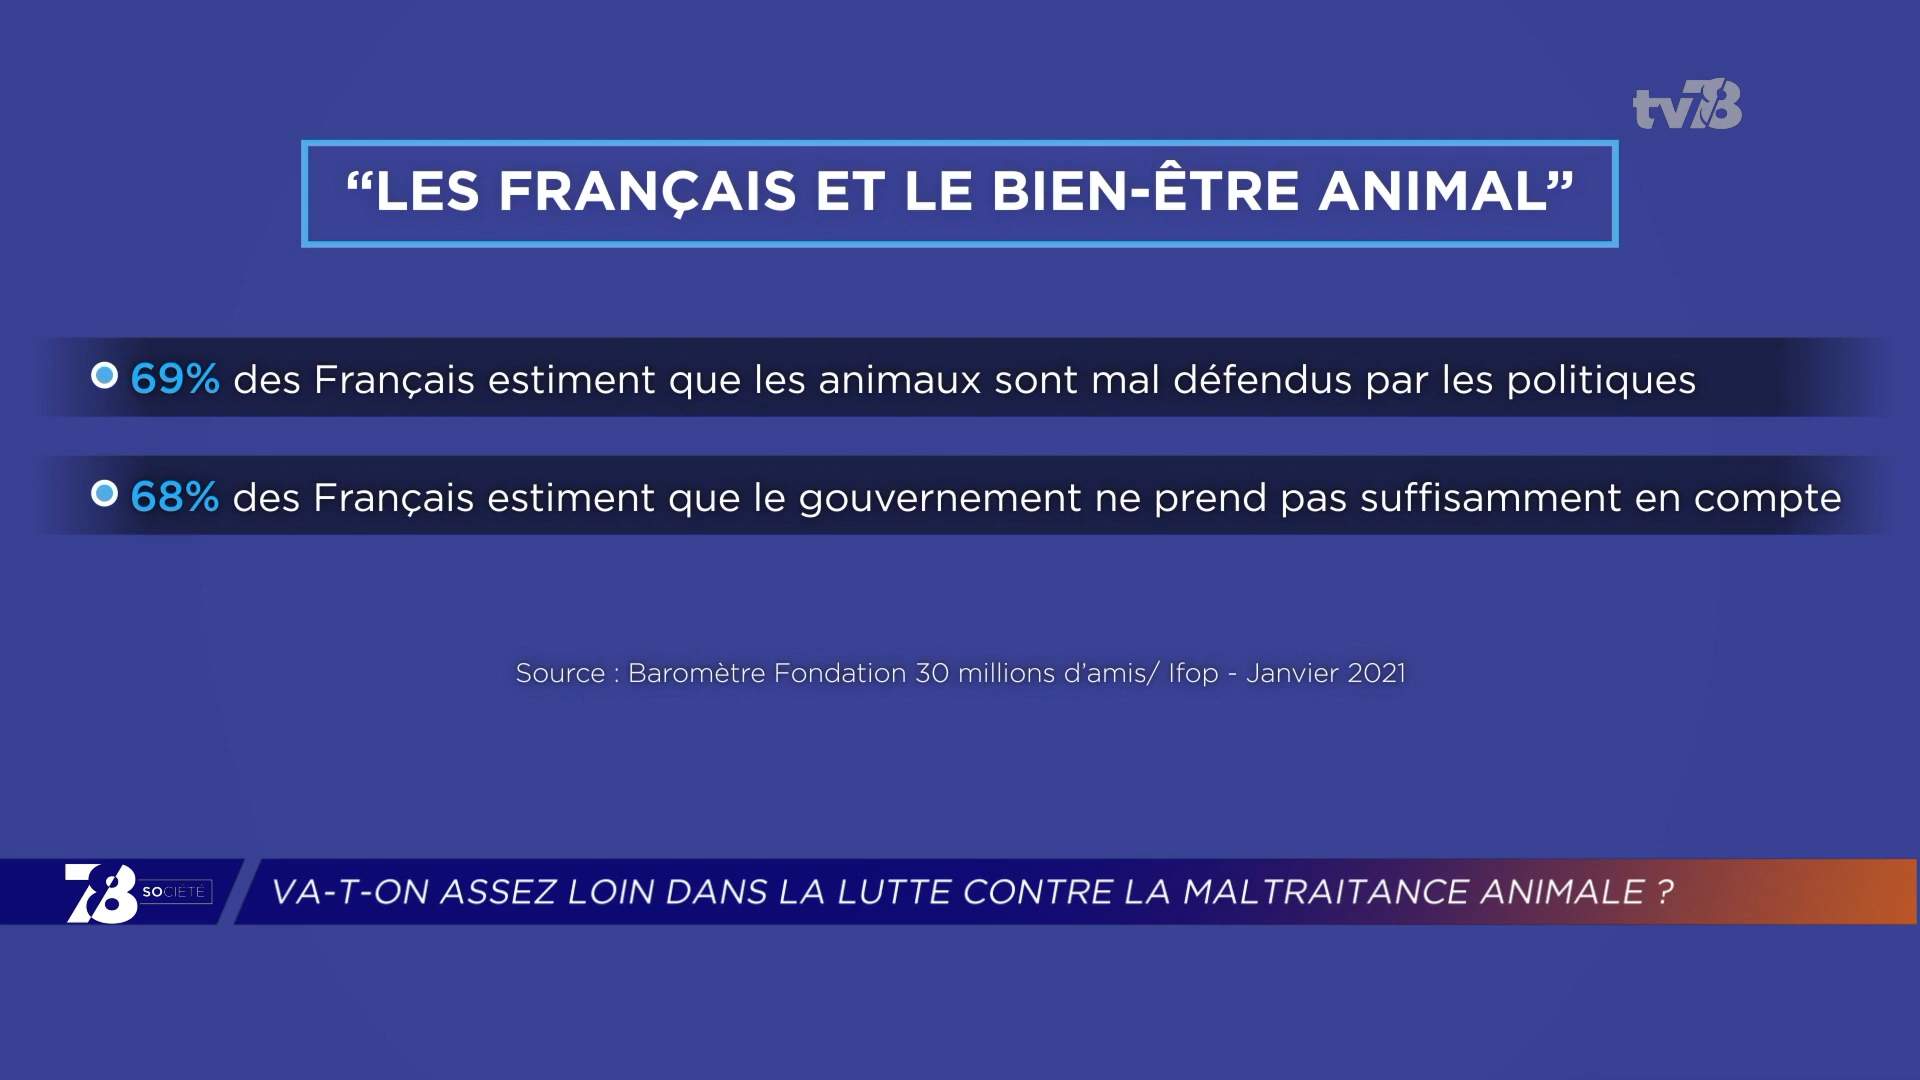 tv78
“LES FRANÇAIS ET LE BIEN-ÊTRE ANIMAL”
69% des Français estiment que les animaux sont mal défendus par les politiques
68% des Français estiment que le gouvernement ne prend pas suffisamment en compte
Source : Baromètre Fondation 30 millions d’amis/ Ifop - Janvier 2021
78 SOCIÉTÉ
VA-T-ON ASSEZ LOIN DANS LA LUTTE CONTRE LA MALTRAITANCE ANIMALE ?